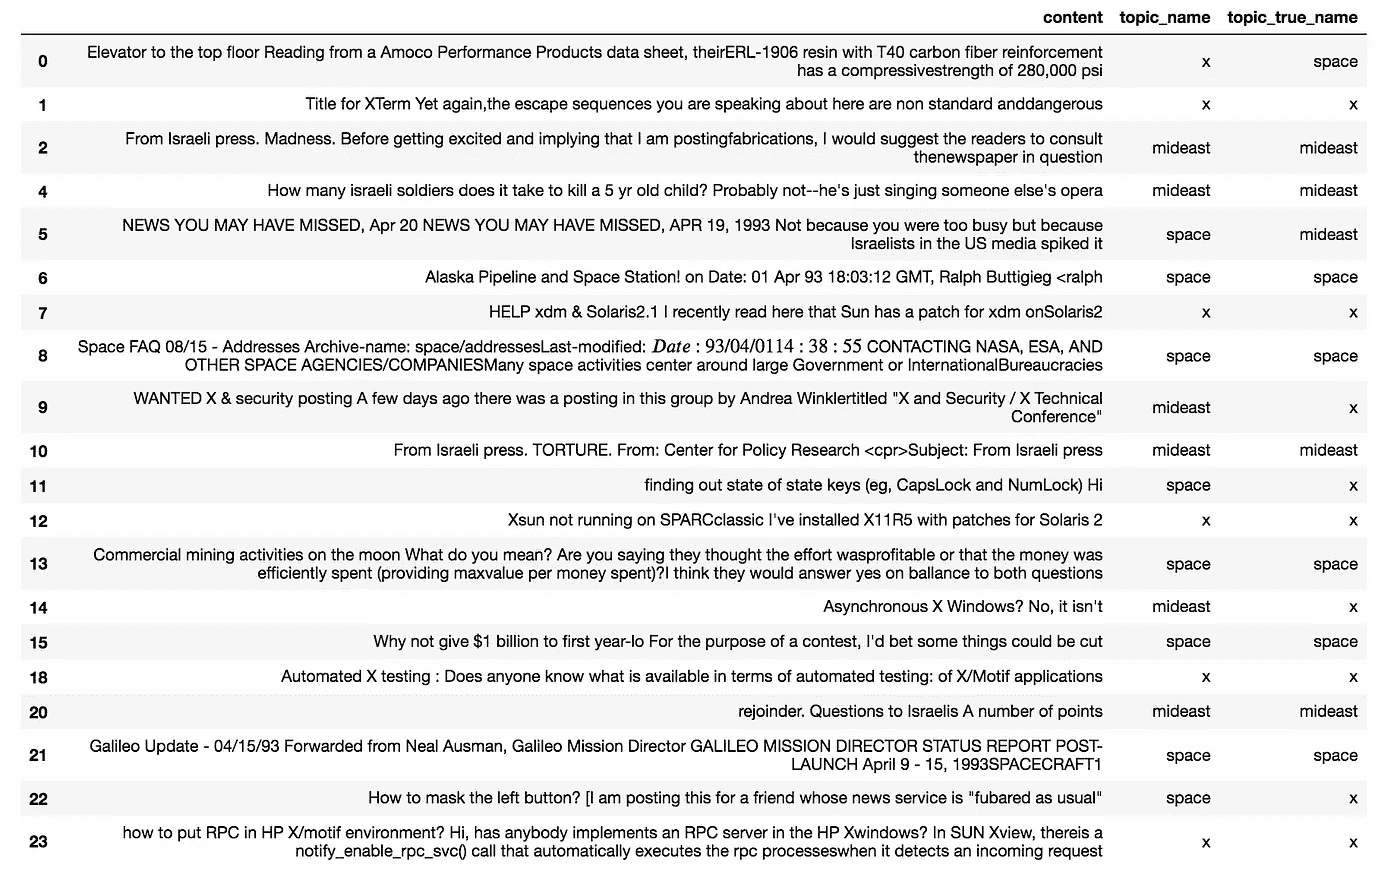 content topic_name topic_true_name
0 Elevator to the top floor Reading from a Amoco Performance Products data sheet, theirERL-1906 resin with T40 carbon fiber reinforcement
has a compressivestrength of 280,000 psi x space
1 Title for XTerm Yet again,the escape sequences you are speaking about here are non standard anddangerous x x
2 From Israeli press. Madness. Before getting excited and implying that I am postingfabrications, I would suggest the readers to consult
thenewspaper in question mideast mideast
4 How many israeli soldiers does it take to kill a 5 yr old child? Probably not--he's just singing someone else's opera mideast mideast
5 NEWS YOU MAY HAVE MISSED, Apr 20 NEWS YOU MAY HAVE MISSED, APR 19, 1993 Not because you were too busy but because
Israelists in the US media spiked it space mideast
6 Alaska Pipeline and Space Station! on Date: 01 Apr 93 18:03:12 GMT, Ralph Buttigieg <ralph space space
7 HELP xdm & Solaris2.1 I recently read here that Sun has a patch for xdm onSolaris2 x x
8 Space FAQ 08/15 - Addresses Archive-name: space/addressesLast-modified: Date : 93/04/0114 : 38 : 55 CONTACTING NASA, ESA, AND
OTHER SPACE AGENCIES/COMPANIESMany space activities center around large Government or InternationalBureaucracies space space
9 WANTED X & security posting A few days ago there was a posting in this group by Andrea Winklertitled "X and Security / X Technical
Conference" mideast x
10 From Israeli press. TORTURE. From: Center for Policy Research <cpr>Subject: From Israeli press mideast mideast
11 finding out state of state keys (eg, CapsLock and NumLock) Hi space x
12 Xsun not running on SPARCclassic I've installed X11R5 with patches for Solaris 2 x x
13 Commercial mining activities on the moon What do you mean? Are you saying they thought the effort wasprofitable or that the money was
efficiently spent (providing maxvalue per money spent)?I think they would answer yes on ballance to both questions space space
14 Asynchronous X Windows? No, it isn't mideast x
15 Why not give $1 billion to first year-lo For the purpose of a contest, I'd bet some things could be cut space space
18 Automated X testing : Does anyone know what is available in terms of automated testing: of X/Motif applications x x
20 rejoinder. Questions to Israelis A number of points mideast mideast
21 Galileo Update - 04/15/93 Forwarded from Neal Ausman, Galileo Mission Director GALILEO MISSION DIRECTOR STATUS REPORT POST-
LAUNCH April 9 - 15, 1993SPACECRAFT1 space space
22 How to mask the left button? [I am posting this for a friend whose news service is "fubared as usual" space x
23 how to put RPC in HP X/motif environment? Hi, has anybody implements an RPC server in the HP Xwindows? In SUN Xview, thereis a
notify_enable_rpc_svc() call that automatically executes the rpc processeswhen it detects an incoming request x x